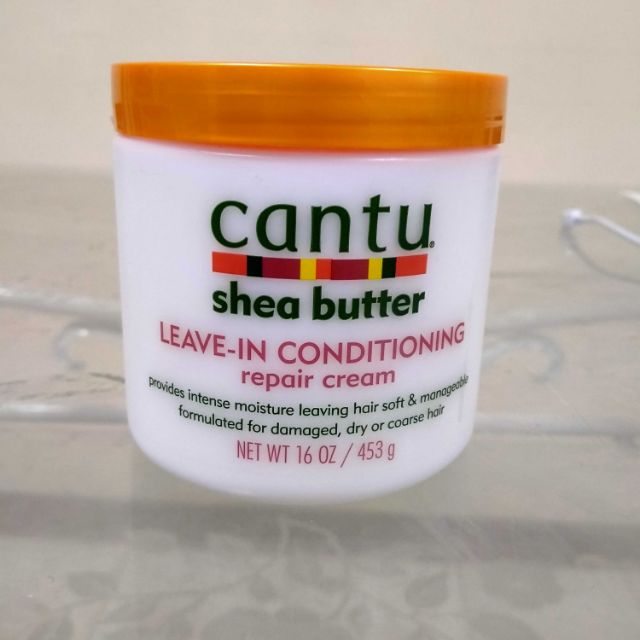 cantu®
shea butter
LEAVE-IN CONDITIONING
repair cream
provides intense moisture leaving hair soft & manageable
formulated for damaged, dry or coarse hair
NET WT 16 OZ / 453 g